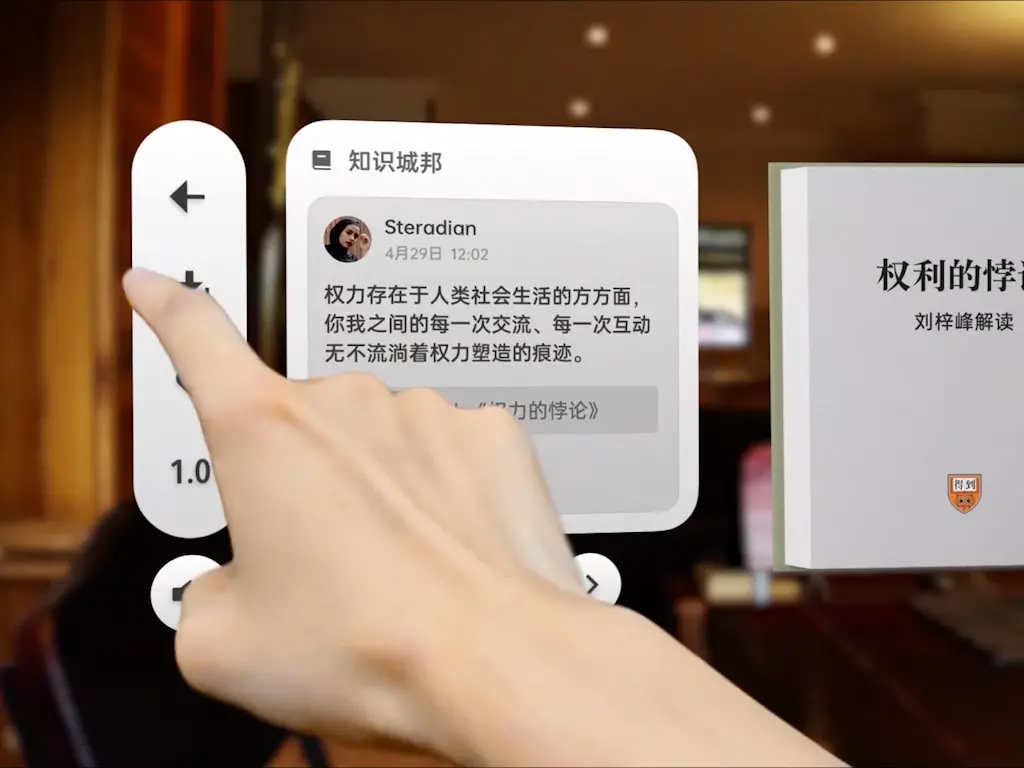 知识城邦
Steradian
4月29日 12:02
权力存在于人类社会生活的方方面，
你我之间的每一次交流、每一次互动
无不流淌着权力塑造的痕迹。
《权力的悖论》
1.0
权利的悖
刘梓峰解读
得到